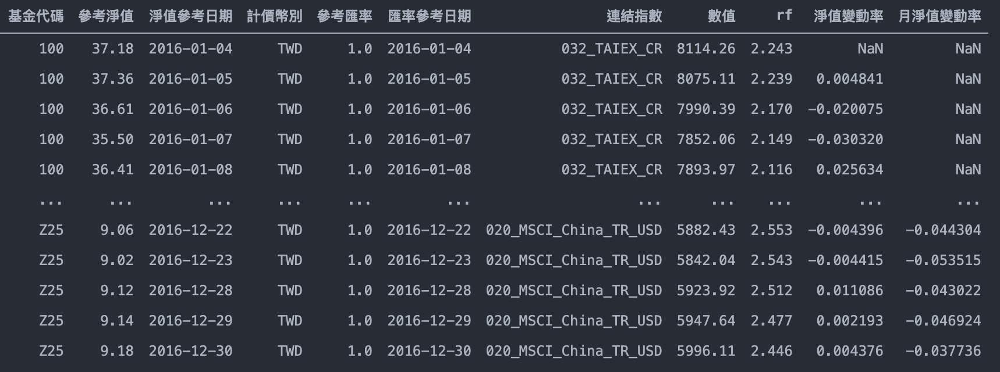 基金代碼 參考淨值 淨值參考日期 計價幣別 參考匯率 匯率參考日期 連結指數 數值 rf 淨值變動率 月淨值變動率
100 37.18 2016-01-04 TWD 1.0 2016-01-04 032_TAIEX_CR 8114.26 2.243 NaN NaN
100 37.36 2016-01-05 TWD 1.0 2016-01-05 032_TAIEX_CR 8075.11 2.239 0.004841 NaN
100 36.61 2016-01-06 TWD 1.0 2016-01-06 032_TAIEX_CR 7990.39 2.170 -0.020075 NaN
100 35.50 2016-01-07 TWD 1.0 2016-01-07 032_TAIEX_CR 7852.06 2.149 -0.030320 NaN
100 36.41 2016-01-08 TWD 1.0 2016-01-08 032_TAIEX_CR 7893.97 2.116 0.025634 NaN
... ... ... ... ... ... ... ... ... ... ...
Z25 9.06 2016-12-22 TWD 1.0 2016-12-22 020_MSCI_China_TR_USD 5882.43 2.553 -0.004396 -0.044304
Z25 9.02 2016-12-23 TWD 1.0 2016-12-23 020_MSCI_China_TR_USD 5842.04 2.543 -0.004415 -0.053515
Z25 9.12 2016-12-28 TWD 1.0 2016-12-28 020_MSCI_China_TR_USD 5923.92 2.512 0.011086 -0.043022
Z25 9.14 2016-12-29 TWD 1.0 2016-12-29 020_MSCI_China_TR_USD 5947.64 2.477 0.002193 -0.046924
Z25 9.18 2016-12-30 TWD 1.0 2016-12-30 020_MSCI_China_TR_USD 5996.11 2.446 0.004376 -0.037736